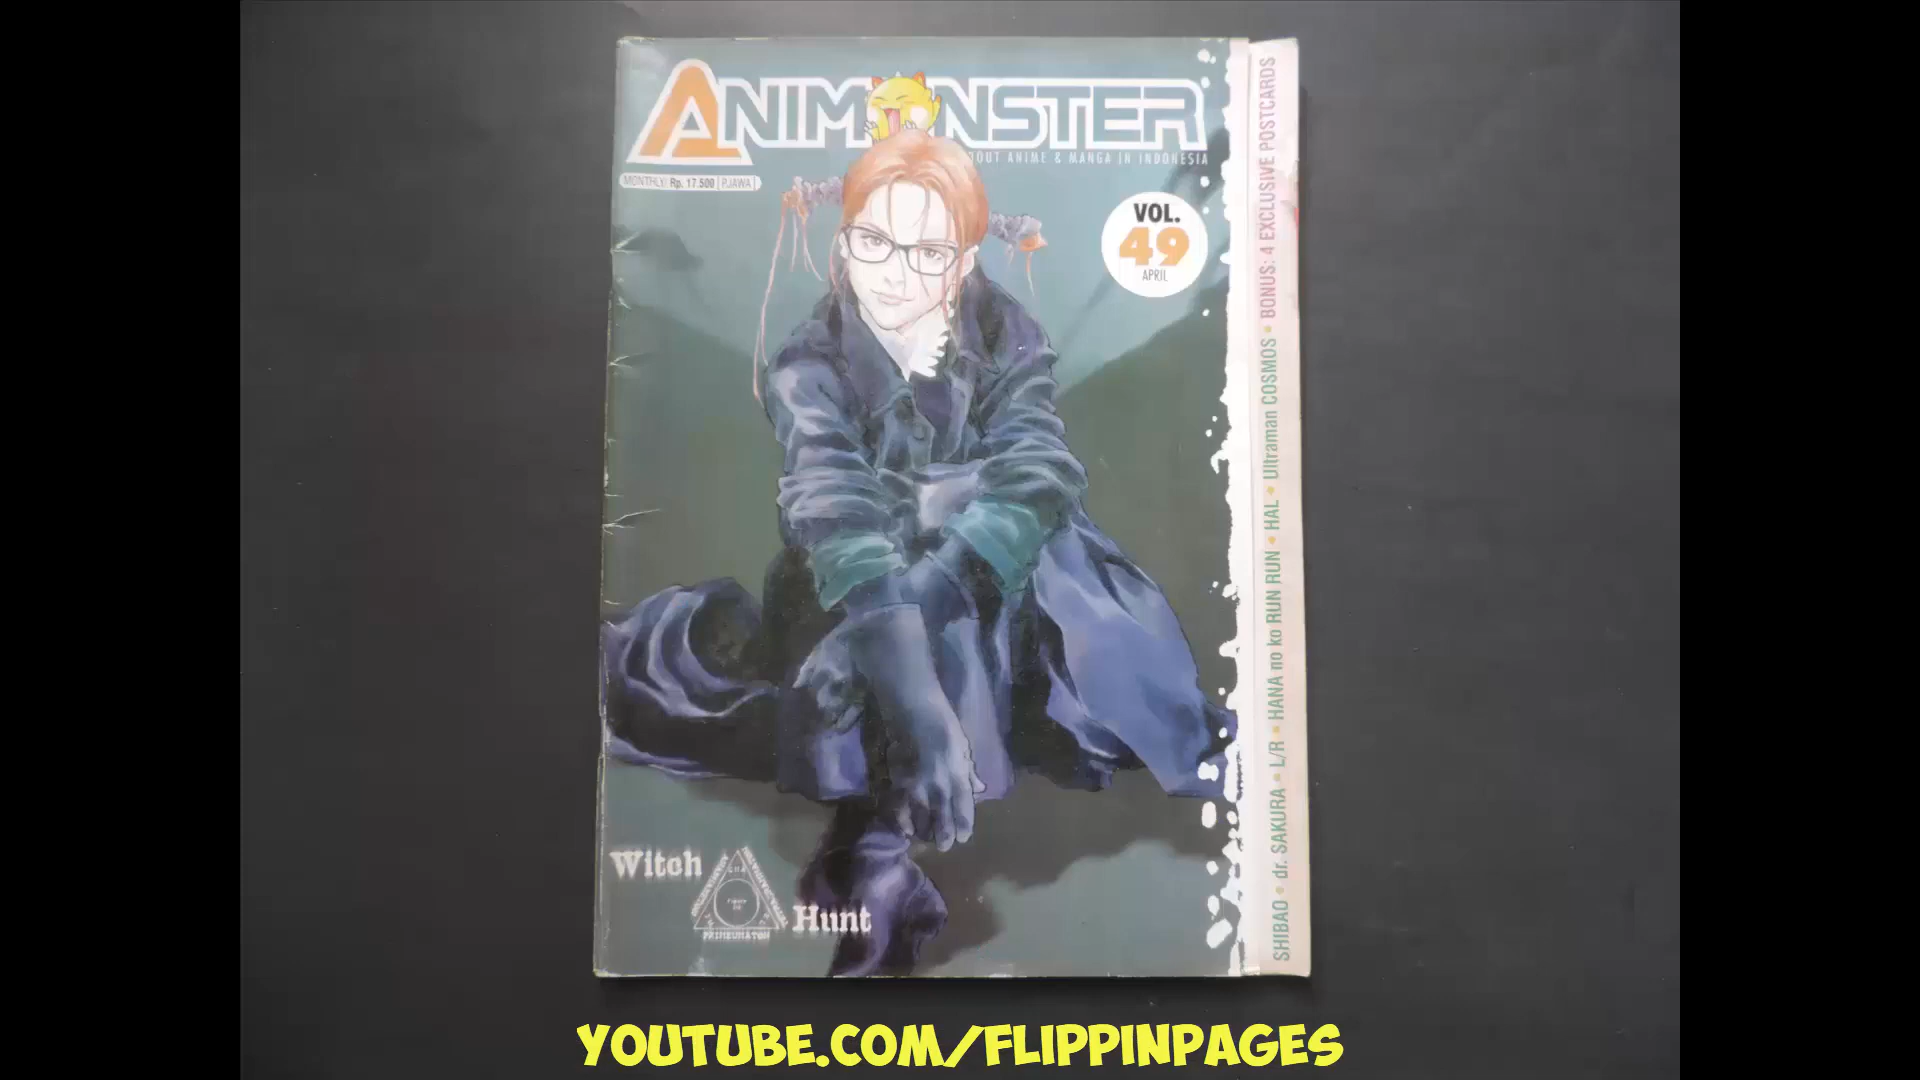 ANIMONSTER
OUT ANIME & MANGA IN INDONESIA
MONTHLY: Rp. 17.500 P.JAWA
VOL.
49
APRIL
SHIBAO • dr. SAKURA • L/R • HANA no ko RUN RUN • HAL • Ultraman COSMOS • BONUS: 4 EXCLUSIVE POSTCARDS
Witch
Hunt
YOUTUBE.COM/FLIPPINPAGES